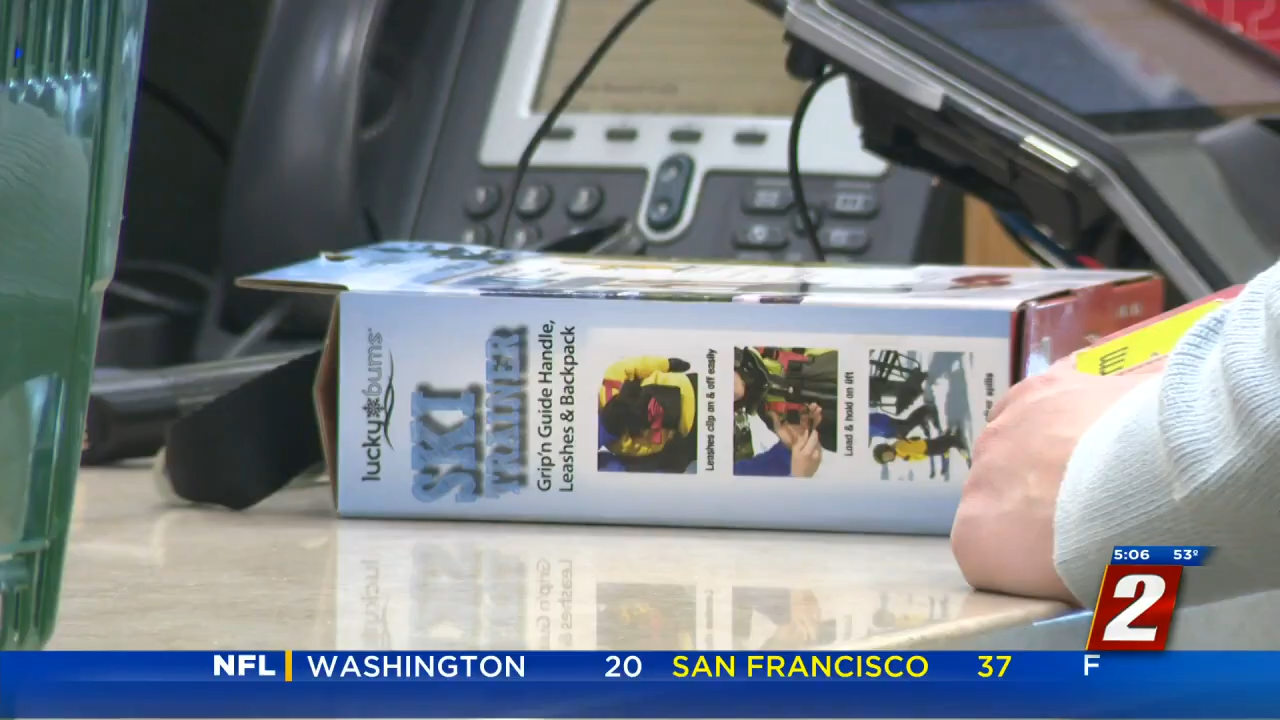 lucky bums
SKI
TRAINER
Grip'n Guide Handle,
Leashes & Backpack
Leashes clip on & off easily
Load & hold on lift
5:06 53º
2
NFL WASHINGTON 20 SAN FRANCISCO 37 F